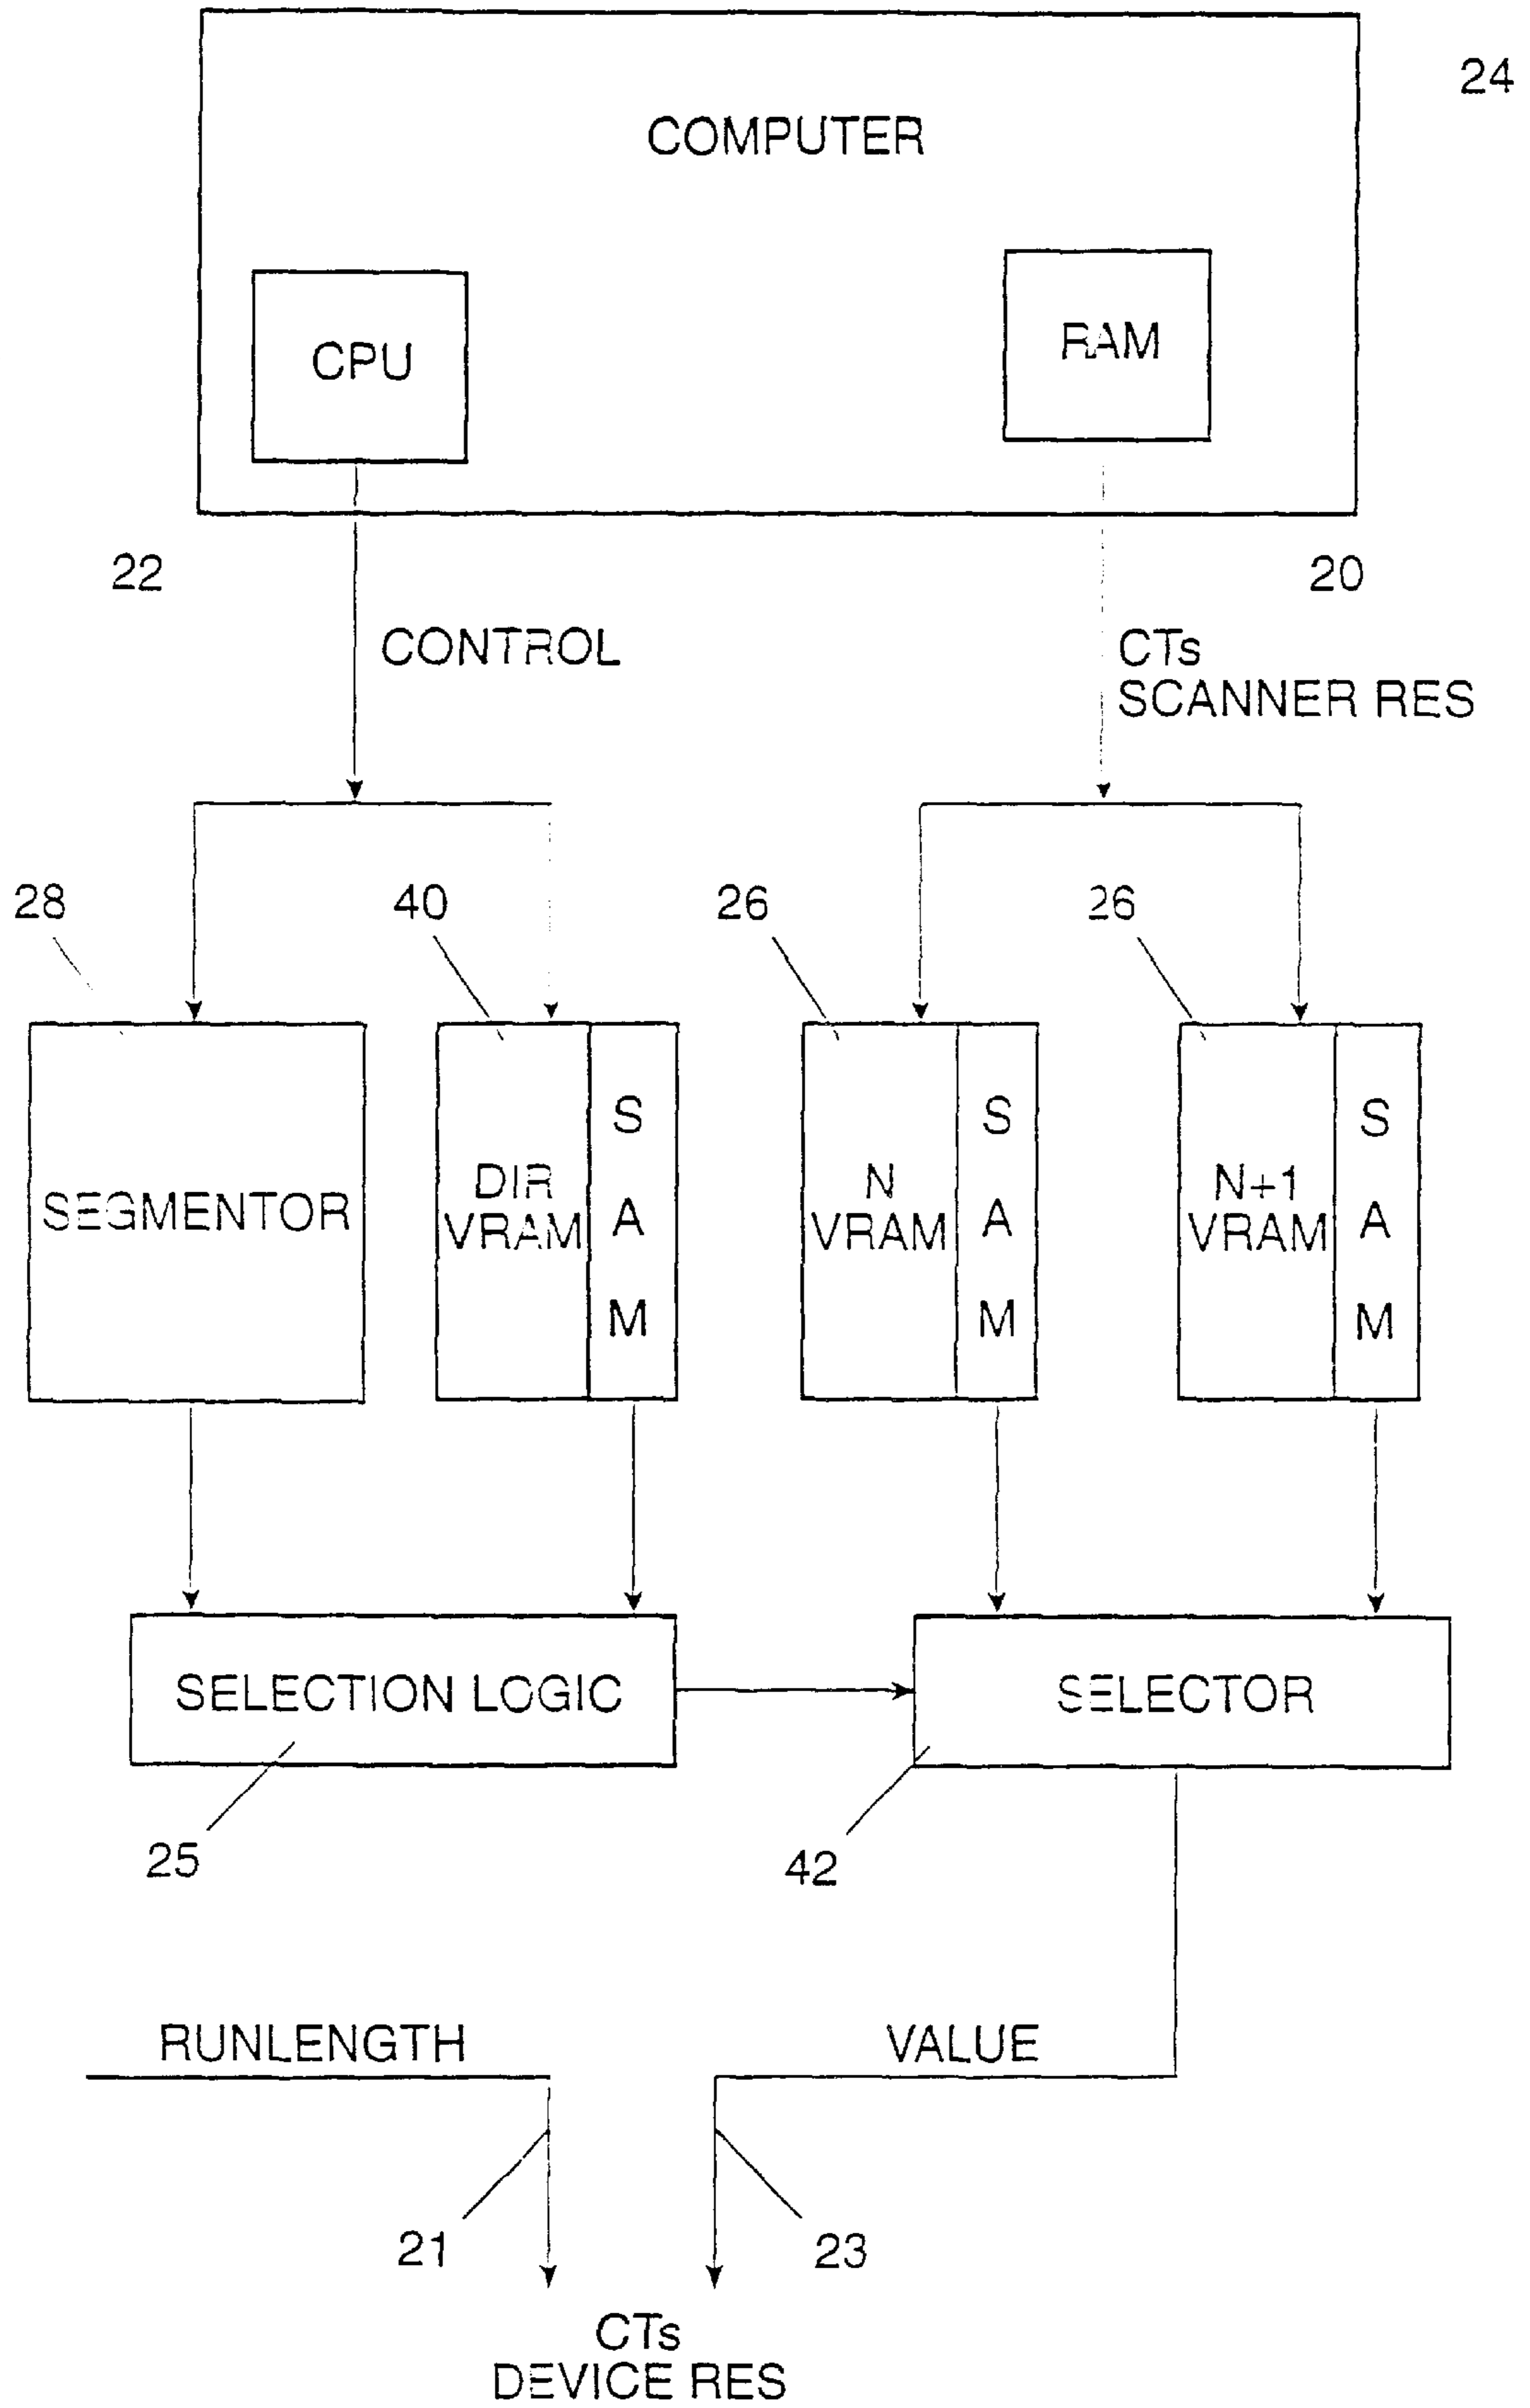 24
COMPUTER
CPU
RAM
22
20
CONTROL
CTs
SCANNER RES
28
40
26
26
SEGMENTOR
DIR
VRAM
S
A
M
N
VRAM
S
A
M
N+1
VRAM
S
A
M
SELECTION LOGIC
SELECTOR
25
42
RUNLENGTH
VALUE
21
23
CTs
DEVICE RES